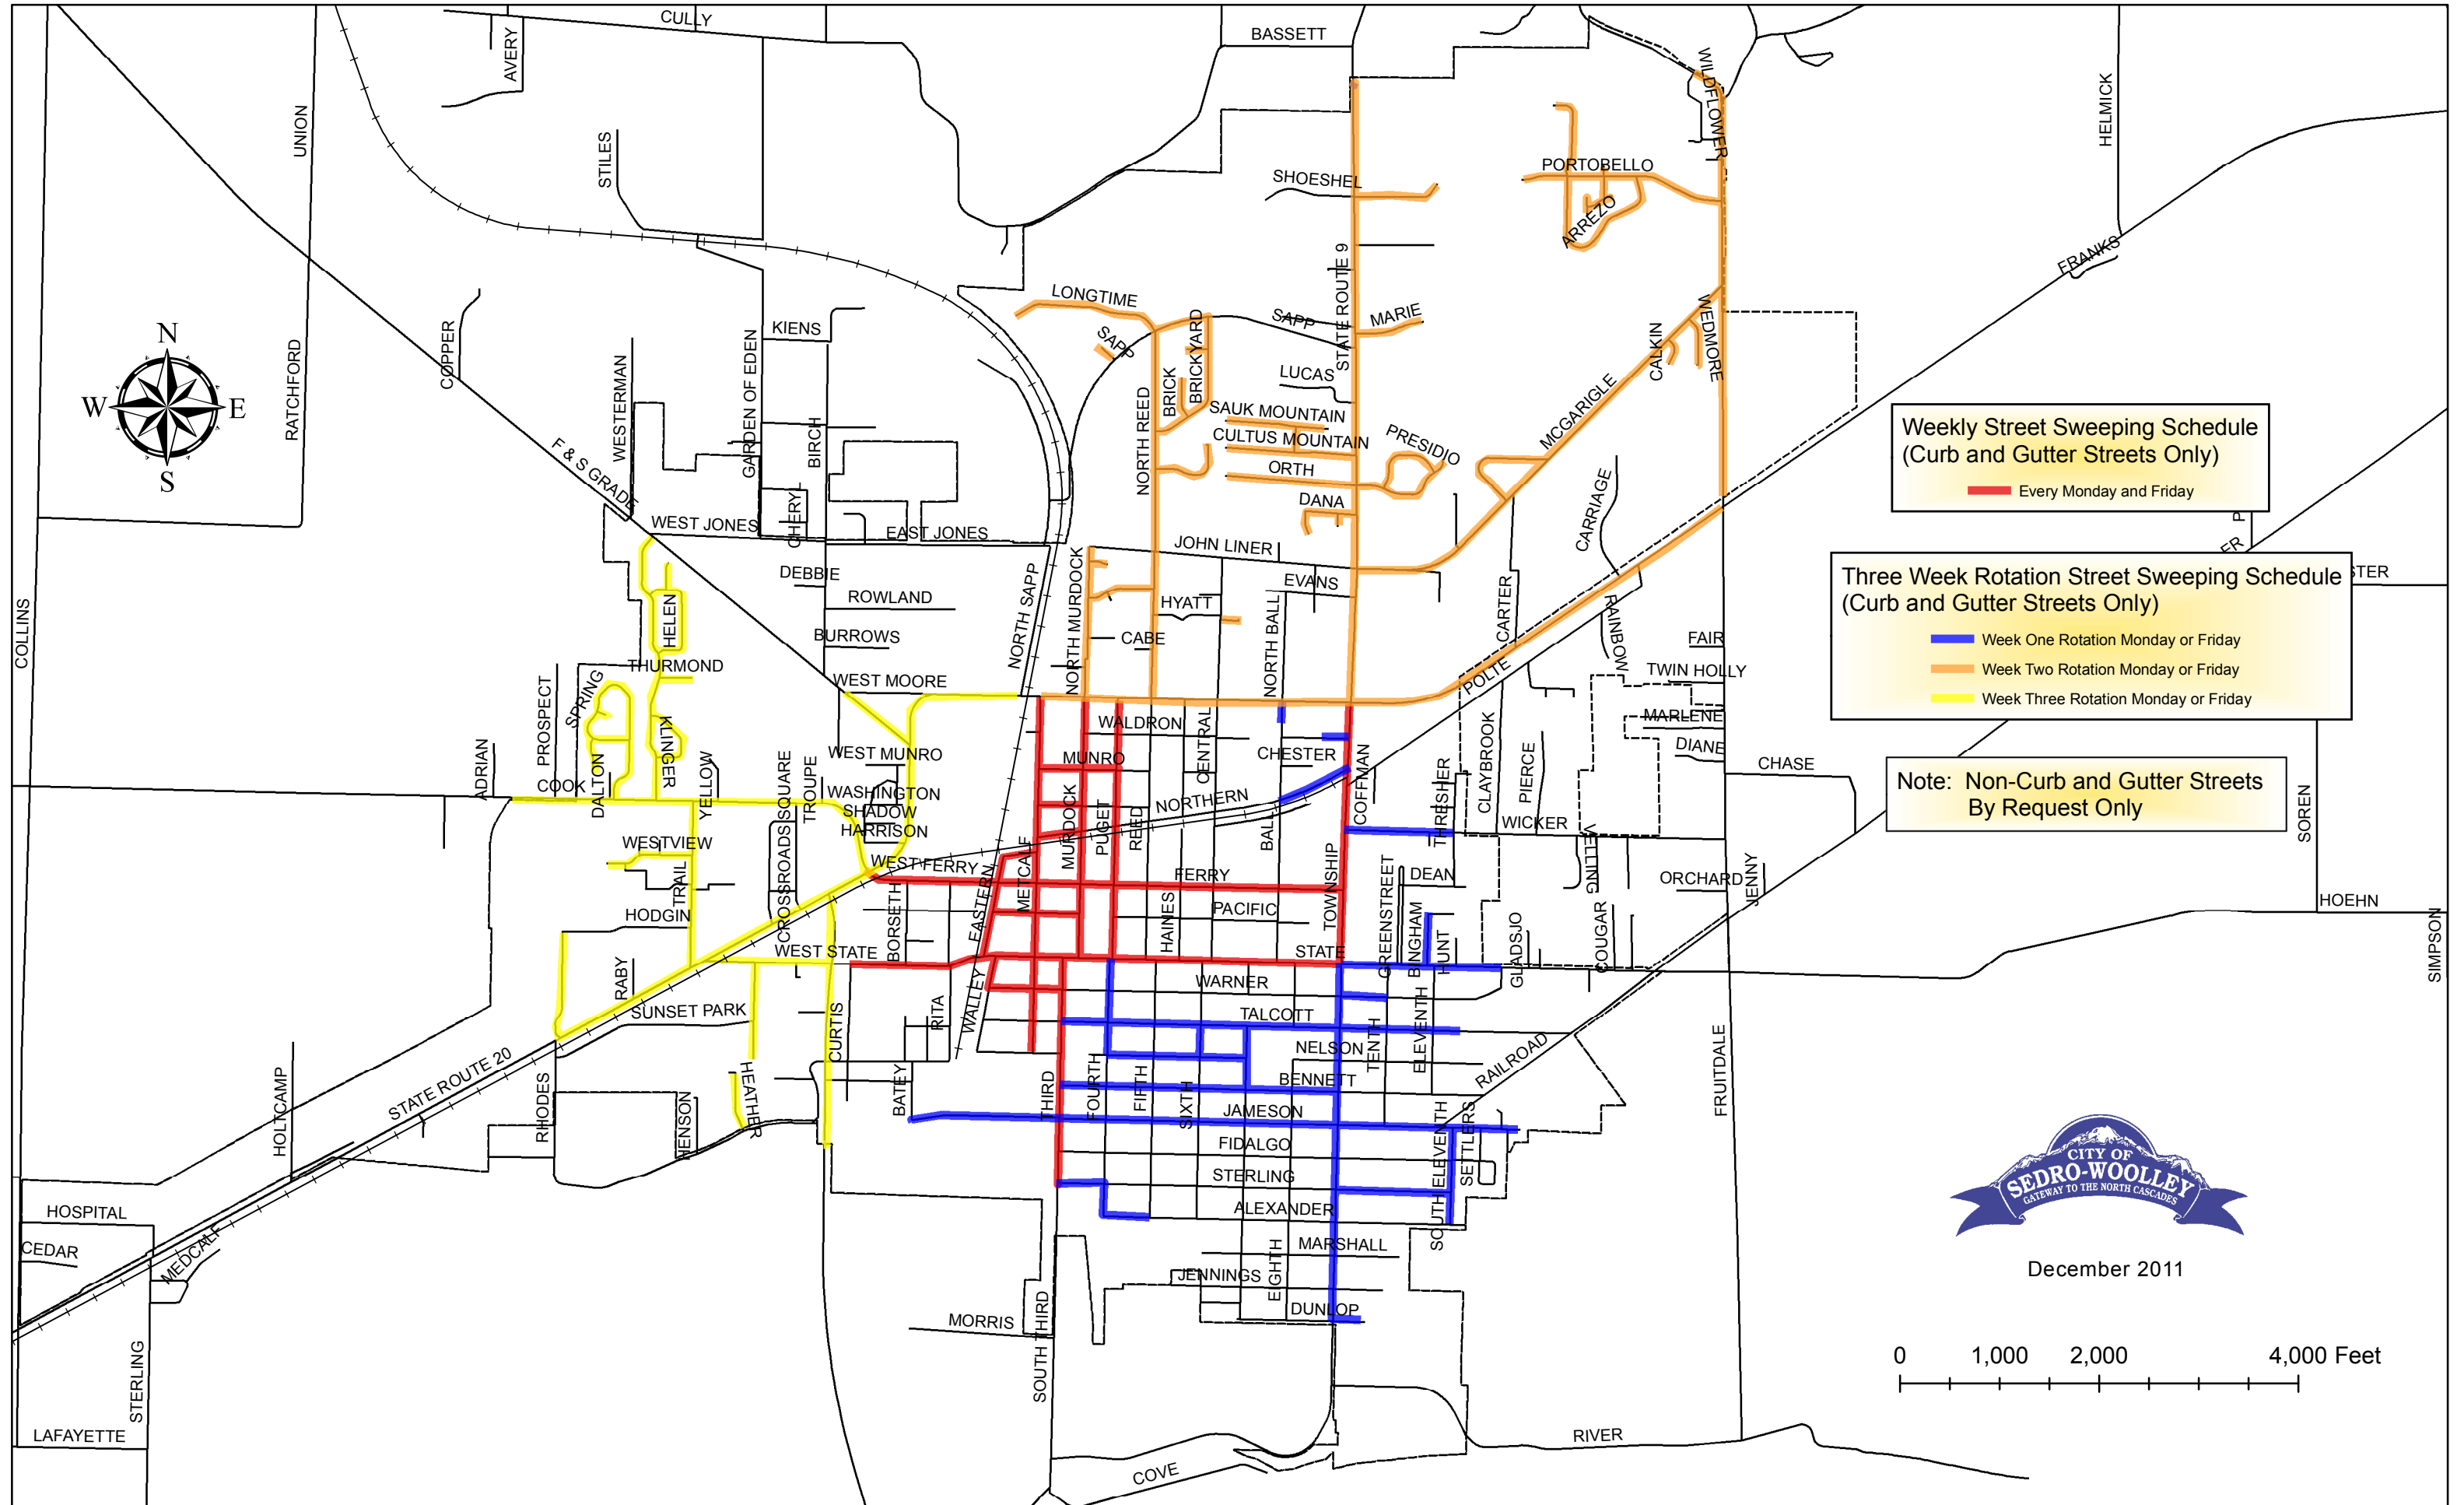 CULLY
BASSETT
AVERY
WILDFLOWER
HELMICK
UNION
STILES
PORTOBELLO
SHOESHEL
ARREZO
FRANKS
STATE ROUTE 9
LONGTIME
SAPP
SAPP
MARIE
WEDMORE
CALKIN
KIENS
N
W
E
S
COPPER
RATCHFORD
WESTERMAN
GARDEN OF EDEN
BIRCH
BRICKYARD
BRICK
NORTH REED
LUCAS
SAUK MOUNTAIN
CULTUS MOUNTAIN
PRESIDIO
MCGARIGLE
ORTH
DANA
F & S GRADE
CHERYL
WEST JONES
EAST JONES
CARRIAGE
JOHN LINER
EVANS
DEBBIE
ROWLAND
BURROWS
NORTH SAPP
NORTH MURDOCK
HYATT
CABE
NORTH BALL
CARTER
RAINBOW
FAIR
TWIN HOLLY
POLTE
COLLINS
HELEN
THURMOND
SPRING
PROSPECT
WEST MOORE
KLINGER
WALDRON
CENTRAL
MARLENE
DIANE
CHASE
Weekly Street Sweeping Schedule
(Curb and Gutter Streets Only)
Every Monday and Friday
P
ER
STER
Three Week Rotation Street Sweeping Schedule
(Curb and Gutter Streets Only)
Week One Rotation Monday or Friday
Week Two Rotation Monday or Friday
Week Three Rotation Monday or Friday
Note: Non-Curb and Gutter Streets
By Request Only
ADRIAN
COOK
DALTON
YELLOW
CROSSROADS SQUARE
TROUPE
WEST MUNRO
WASHINGTON
SHADOW
HARRISON
MUNRO
CHESTER
COFFMAN
NORTHERN
THRESHER
CLAYBROOK
PIERCE
WICKER
SOREN
WESTVIEW
TRAIL
HODGIN
WEST FERRY
METCALF
MURDOCK
PUGET
REED
BALL
FERRY
DEAN
VELLING
ORCHARD
JENNY
HOEHN
SIMPSON
BORSETH
EASTERN
HAINES
PACIFIC
TOWNSHIP
GREENSTREET
BINGHAM
HUNT
GLADSJO
COUGAR
WEST STATE
STATE
RABY
SUNSET PARK
CURTIS
RITA
WALLEY
WARNER
TALCOTT
NELSON
TENTH
ELEVENTH
RAILROAD
FRUITDALE
STATE ROUTE 20
HOLTCAMP
RHODES
HENSON
HEATHER
BATEY
THIRD
FOURTH
FIFTH
SIXTH
BENNETT
JAMESON
FIDALGO
STERLING
ALEXANDER
SOUTH ELEVENTH
SETTLERS
MARSHALL
JENNINGS
EIGHTH
DUNLOP
HOSPITAL
CEDAR
MEDCALF
STERLING
LAFAYETTE
MORRIS
SOUTH THIRD
COVE
RIVER
CITY OF
SEDRO-WOOLLEY
GATEWAY TO THE NORTH CASCADES
December 2011
0 1,000 2,000 4,000 Feet